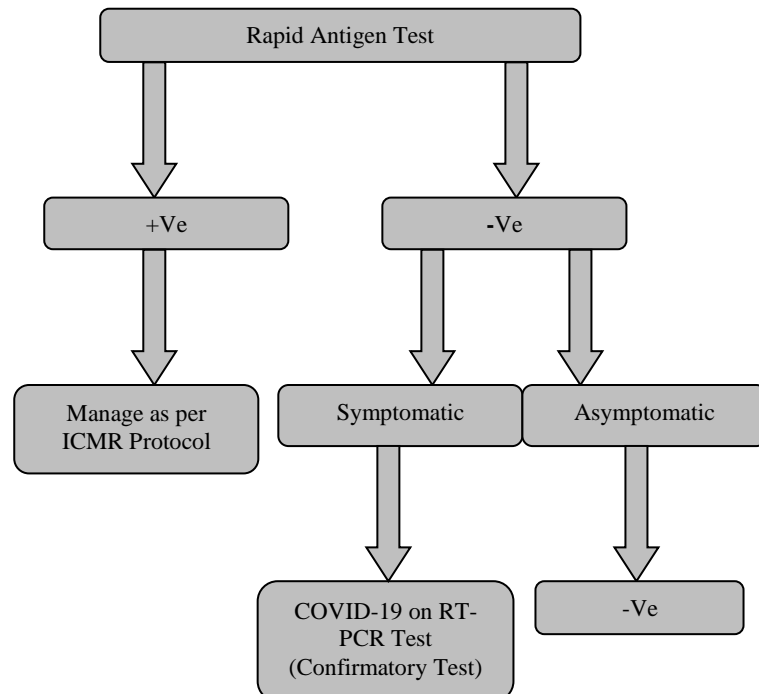 Rapid Antigen Test
+Ve
-Ve
Manage as per
ICMR Protocol
Symptomatic
Asymptomatic
COVID-19 on RT-
PCR Test
(Confirmatory Test)
-Ve